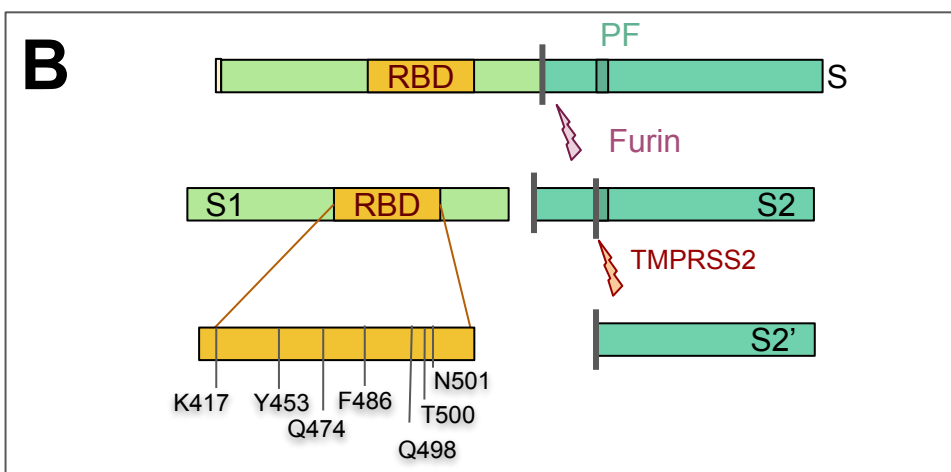 B
PF
RBD
S
Furin
S1
RBD
S2
TMPRSS2
S2’
K417
Y453
Q474
F486
Q498
T500
N501